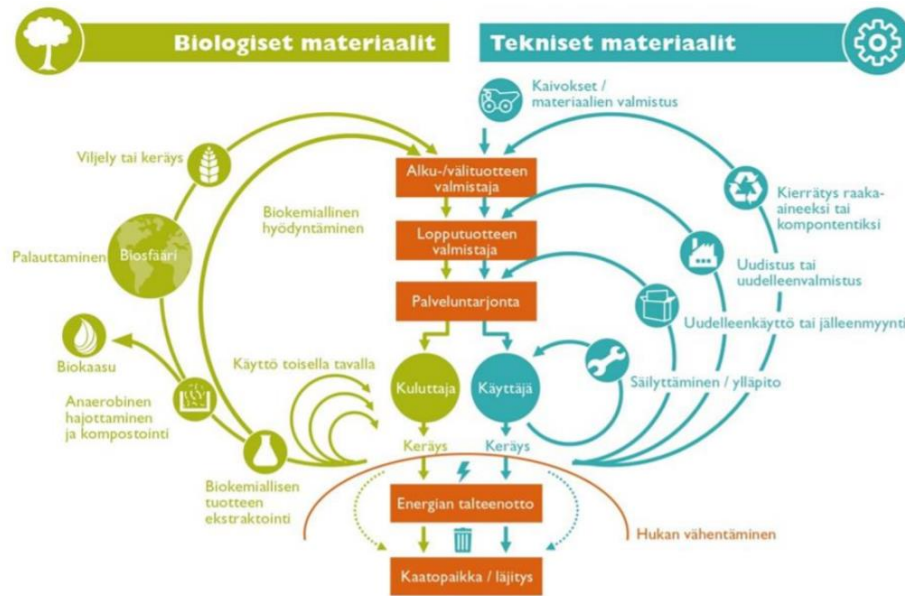 Biologiset materiaalit
Tekniset materiaalit
Kaivokset /
materiaalien valmistus
Viljely tai keräys
Alku-/välituotteen
valmistaja
Kierrätys raaka-
aineeksi tai
kompontentiksi
Biokemiallinen
hyödyntäminen
Palauttaminen
Biosfääri
Lopputuotteen
valmistaja
Uudistus tai
uudelleenvalmistus
Palveluntarjonta
Uudelleenkäyttö tai jälleenmyynti
Biokaasu
Käyttö toisella tavalla
Kuluttaja
Käyttäjä
Säilyttäminen / ylläpito
Anaerobinen
hajottaminen
ja kompostointi
Keräys
Keräys
Biokemiallisen
tuotteen
ekstraktointi
Energian talteenotto
Hukan vähentäminen
Kaatopaikka / läjitys